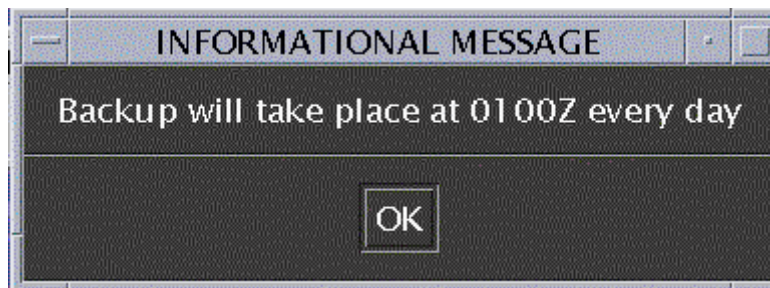 INFORMATIONAL MESSAGE
Backup will take place at 0100Z every day
OK